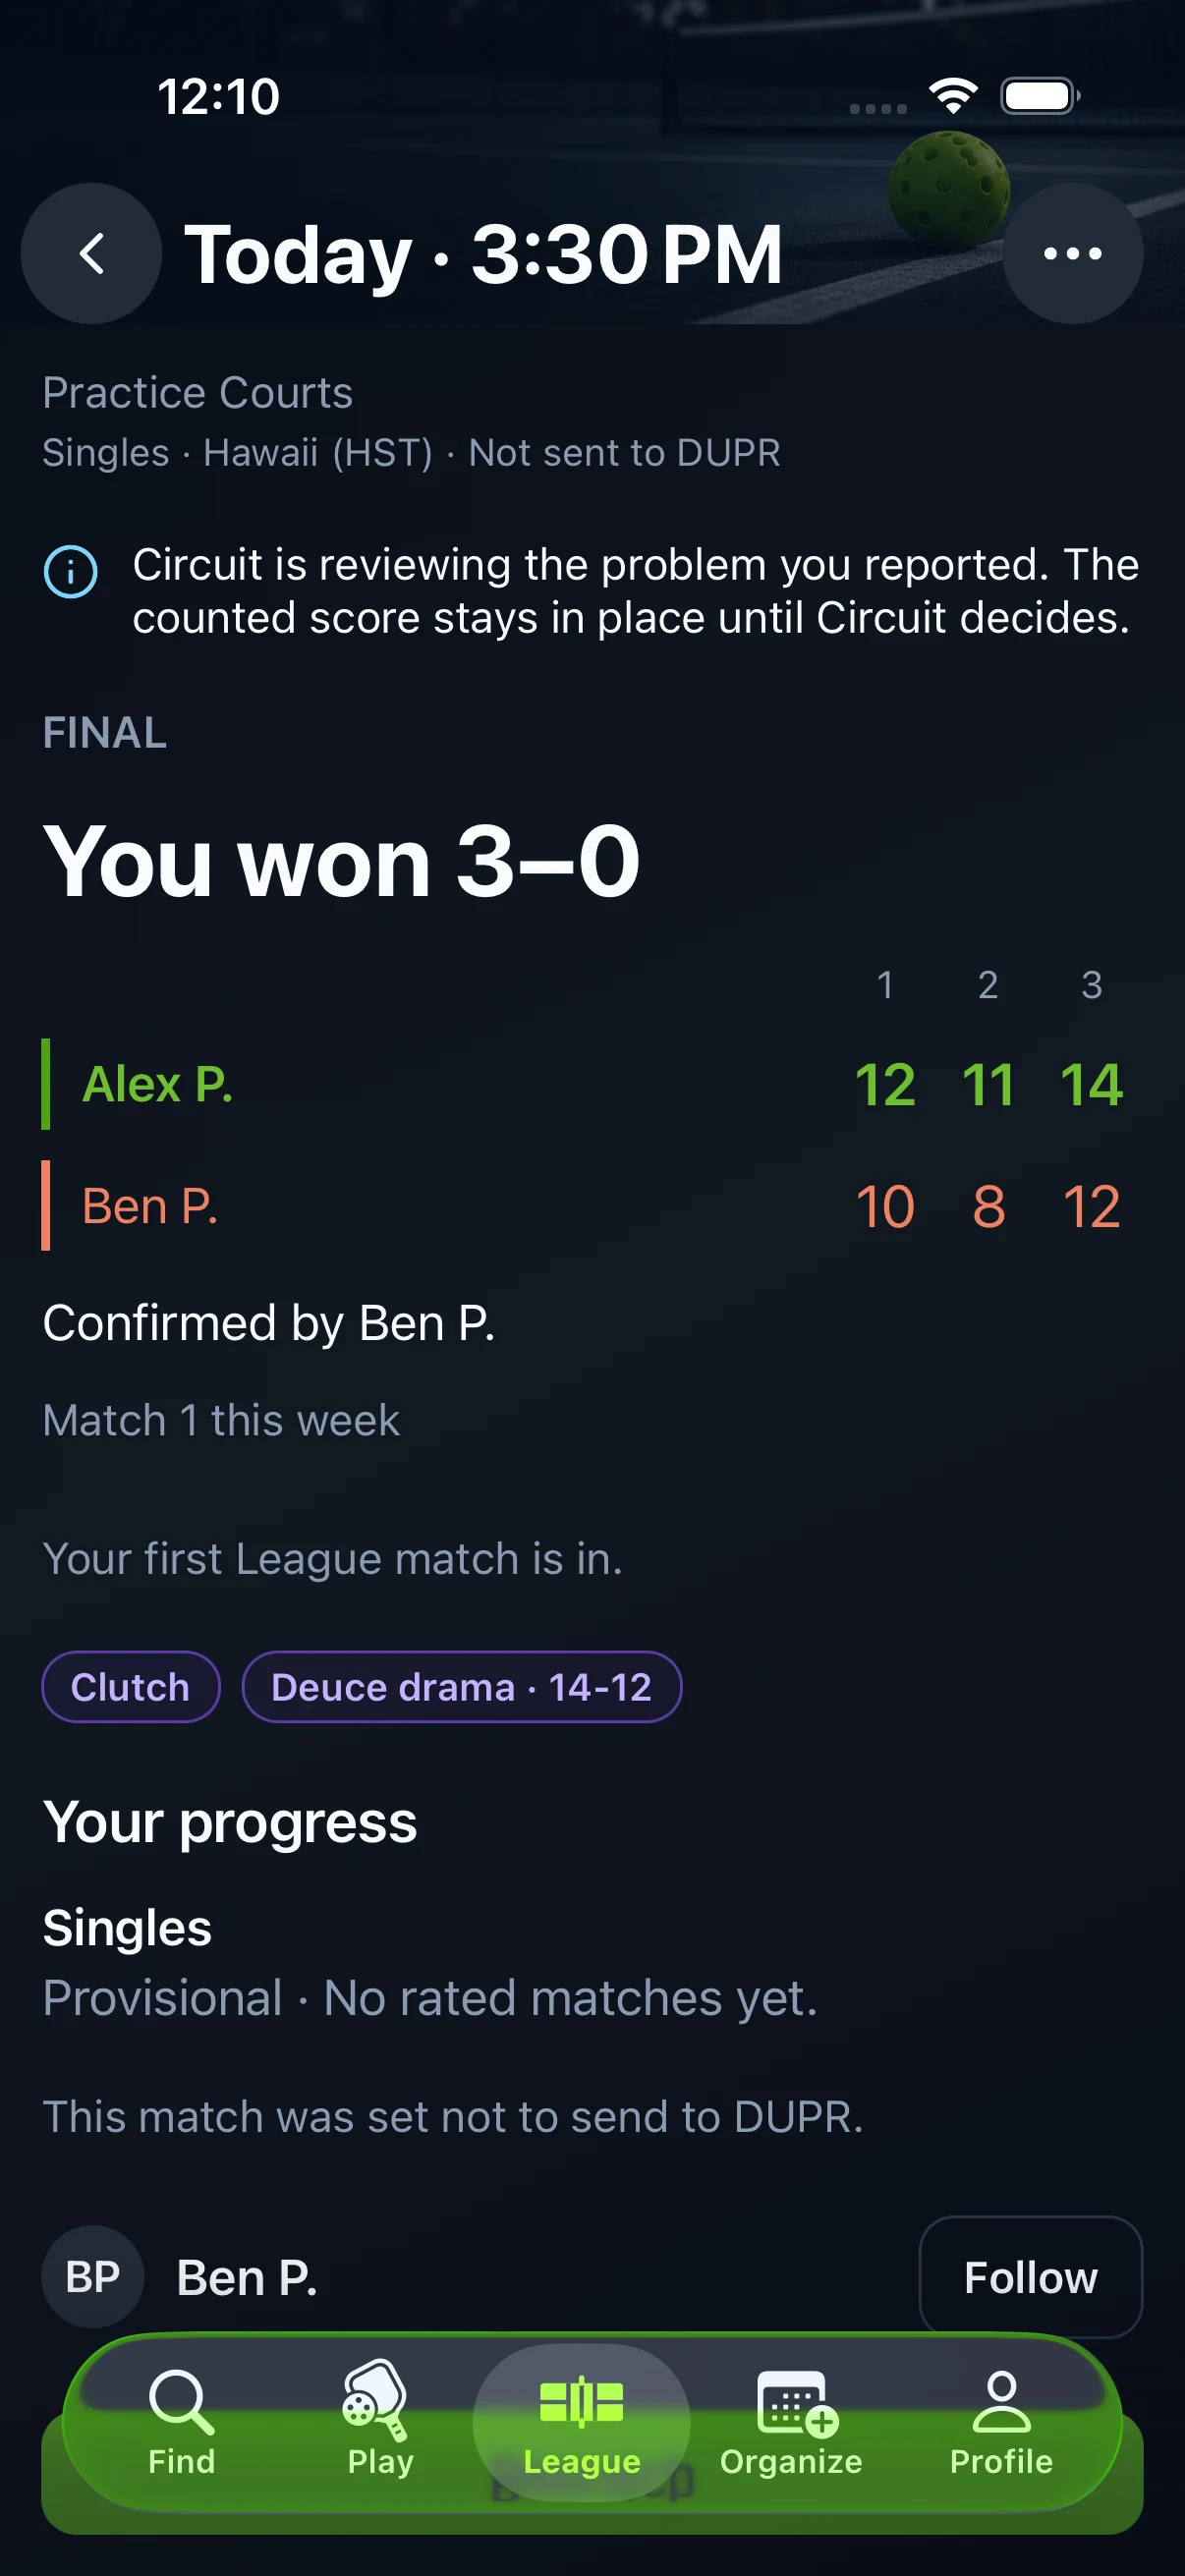 12:10
Today · 3:30 PM
Practice Courts
Singles · Hawaii (HST) · Not sent to DUPR
Circuit is reviewing the problem you reported. The
counted score stays in place until Circuit decides.
FINAL
You won 3–0
1 2 3
Alex P. 12 11 14
Ben P. 10 8 12
Confirmed by Ben P.
Match 1 this week
Your first League match is in.
Clutch Deuce drama · 14-12
Your progress
Singles
Provisional · No rated matches yet.
This match was set not to send to DUPR.
BP Ben P. Follow
Find Play League Organize Profile